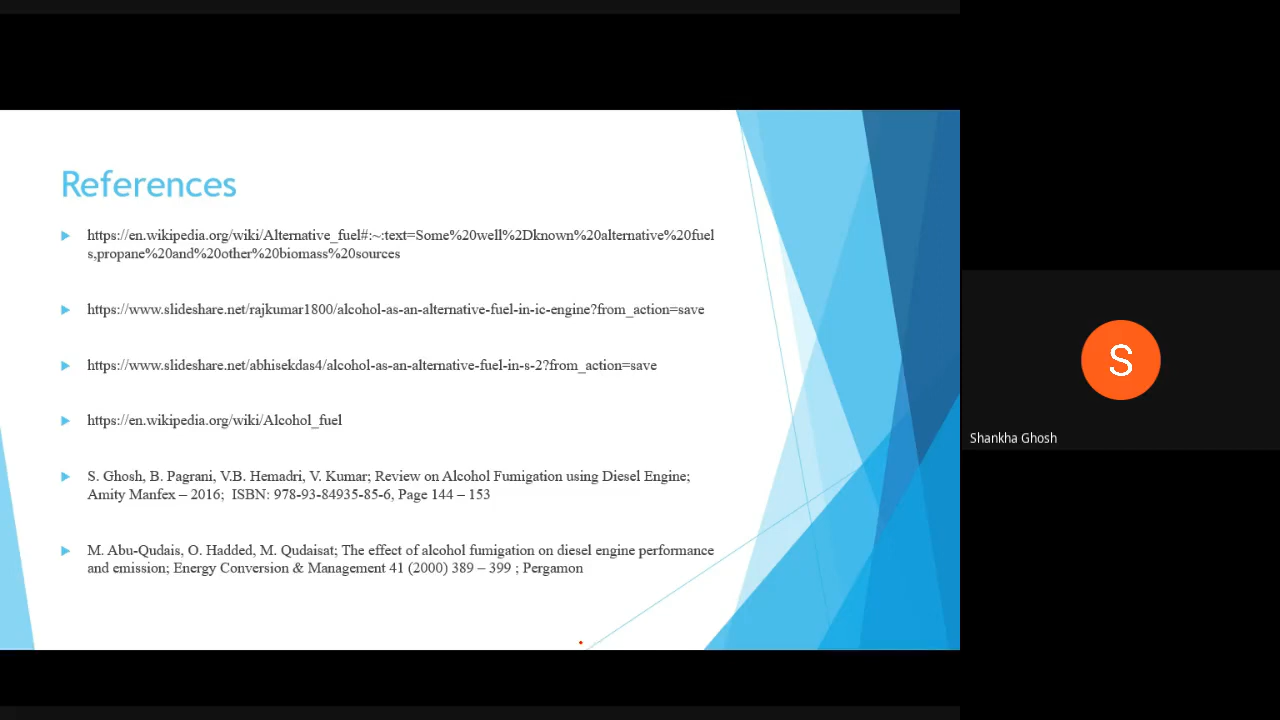 References
https://en.wikipedia.org/wiki/Alternative_fuel#:~:text=Some%20well%2Dknown%20alternative%20fuel
s,propane%20and%20other%20biomass%20sources
https://www.slideshare.net/rajkumar1800/alcohol-as-an-alternative-fuel-in-ic-engine?from_action=save
https://www.slideshare.net/abhisekdas4/alcohol-as-an-alternative-fuel-in-s-2?from_action=save
https://en.wikipedia.org/wiki/Alcohol_fuel
S. Ghosh, B. Pagrani, V.B. Hemadri, V. Kumar; Review on Alcohol Fumigation using Diesel Engine;
Amity Manfex – 2016; ISBN: 978-93-84935-85-6, Page 144 – 153
M. Abu-Qudais, O. Hadded, M. Qudaisat; The effect of alcohol fumigation on diesel engine performance
and emission; Energy Conversion & Management 41 (2000) 389 – 399 ; Pergamon
S
Shankha Ghosh